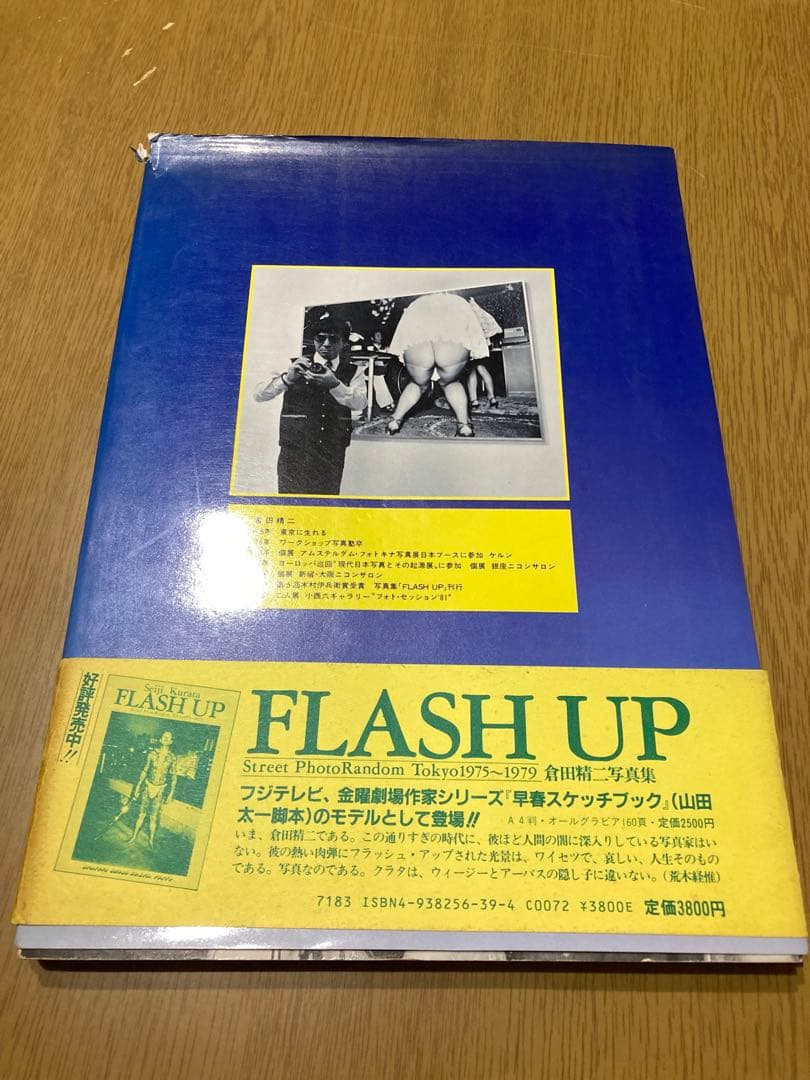 倉田精二
東京に生れる
ワークショップ写真塾卒
個展 アムステルダム・フォトキナ写真展日本ブースに参加 ケルン
ヨーロッパ巡回“現代日本写真とその起源展„に参加 個展 銀座ニコンサロン
個展 新宿・大阪ニコンサロン
木村伊兵衛賞受賞 写真集「FLASH UP」刊行
二人展 小西六ギャラリー“フォト・セッション'81”
好評発売中!!
Seiji Kurata
FLASH UP
FLASH UP
Street PhotoRandom Tokyo1975〜1979 倉田精二写真集
フジテレビ、金曜劇場作家シリーズ『早春スケッチブック』(山田
太一脚本)のモデルとして登場!! A4判・オールグラビア160頁・定価2500円
いま、倉田精二である。この通りすぎの時代に、彼ほど人間の闇に深入りしている写真家はい
ない。彼の熱い肉弾にフラッシュ・アップされた光景は、ワイセツで、哀しい、人生そのもの
である。写真なのである。クラタは、ウィージーとアーバスの隠し子に違いない。(荒木経惟)
7183 ISBN4-938256-39-4 C0072 ¥3800E 定価3800円